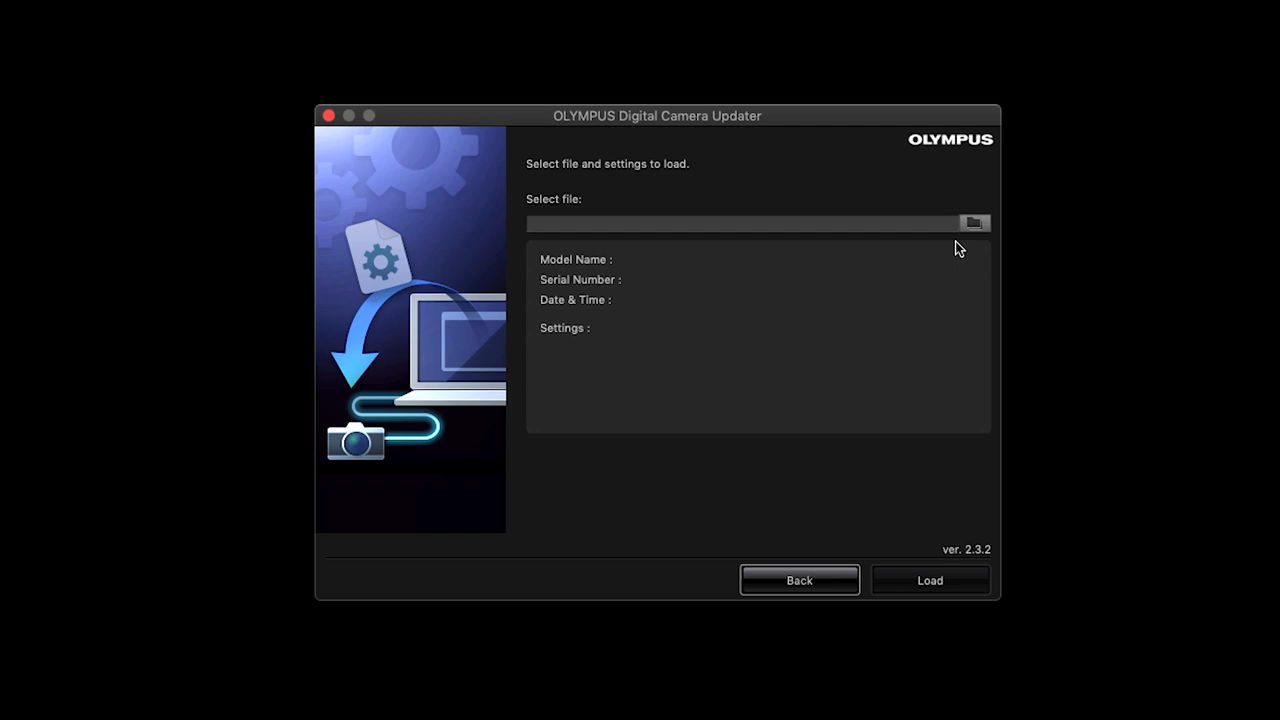 OLYMPUS Digital Camera Updater
OLYMPUS
Select file and settings to load.
Select file:
Model Name :
Serial Number :
Date & Time :
Settings :
ver. 2.3.2
Back
Load